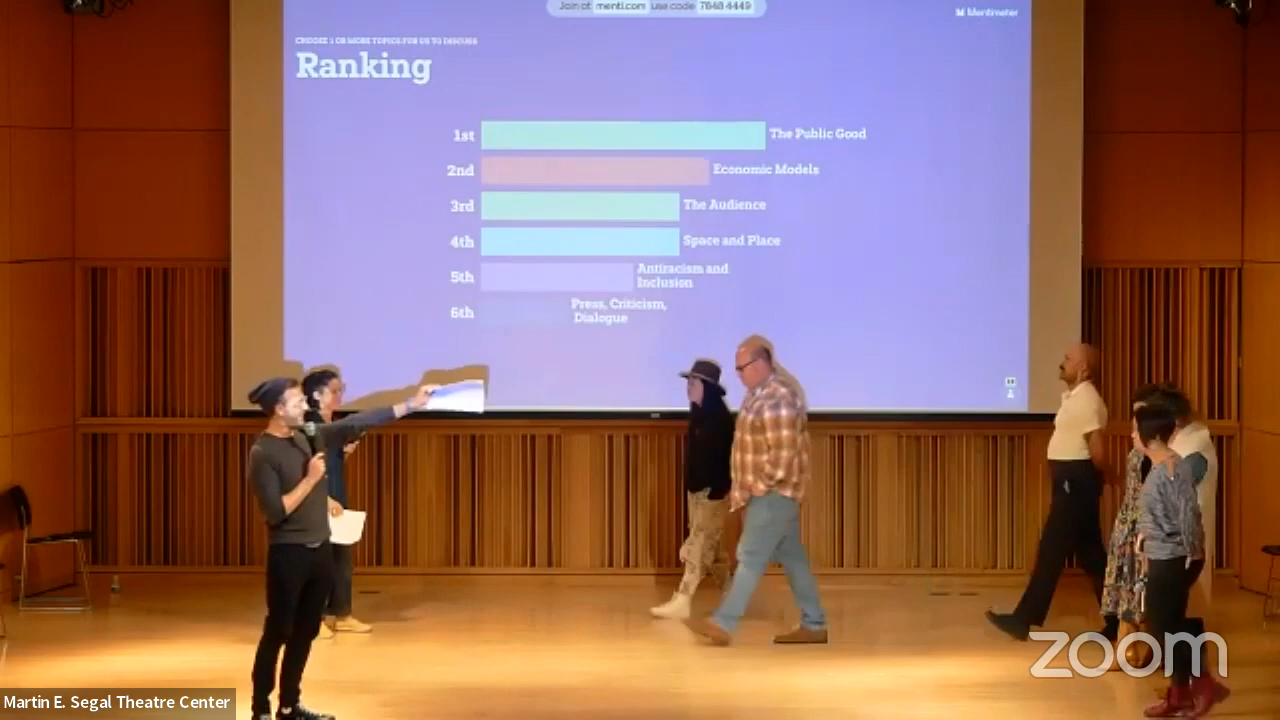 Join at menti.com use code 7848 4449
Mentimeter
CHOOSE 1 OR MORE TOPICS FOR US TO DISCUSS
Ranking
1st The Public Good
2nd Economic Models
3rd The Audience
4th Space and Place
5th Antiracism and
Inclusion
6th Press, Criticism,
Dialogue
zoom
Martin E. Segal Theatre Center